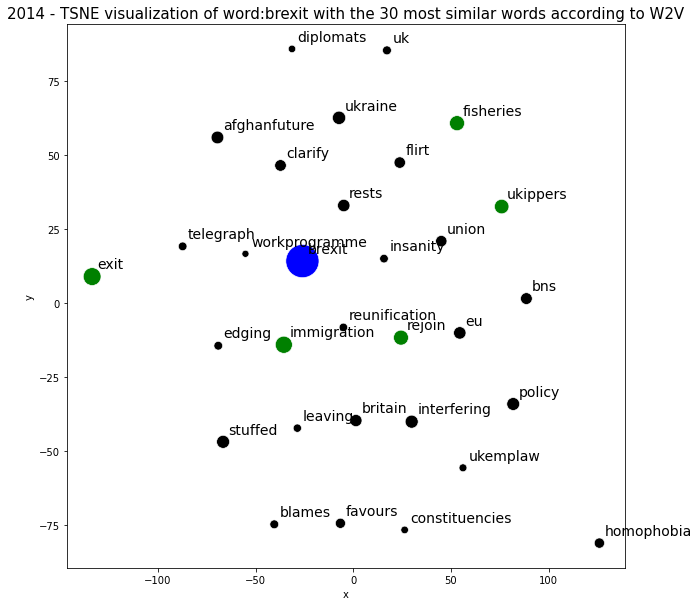 2014 - TSNE visualization of word:brexit with the 30 most similar words according to W2V
diplomats
uk
75
ukraine
fisheries
afghanfuture
50
clarify
flirt
rests
ukippers
25
telegraph
workprogramme
brexit
union
insanity
exit
bns
y
0
reunification
edging
immigration
rejoin
eu
−25
policy
stuffed
leaving
britain
interfering
−50
ukemplaw
blames
favours
constituencies
−75
homophobia
−100
−50
0
50
100
x